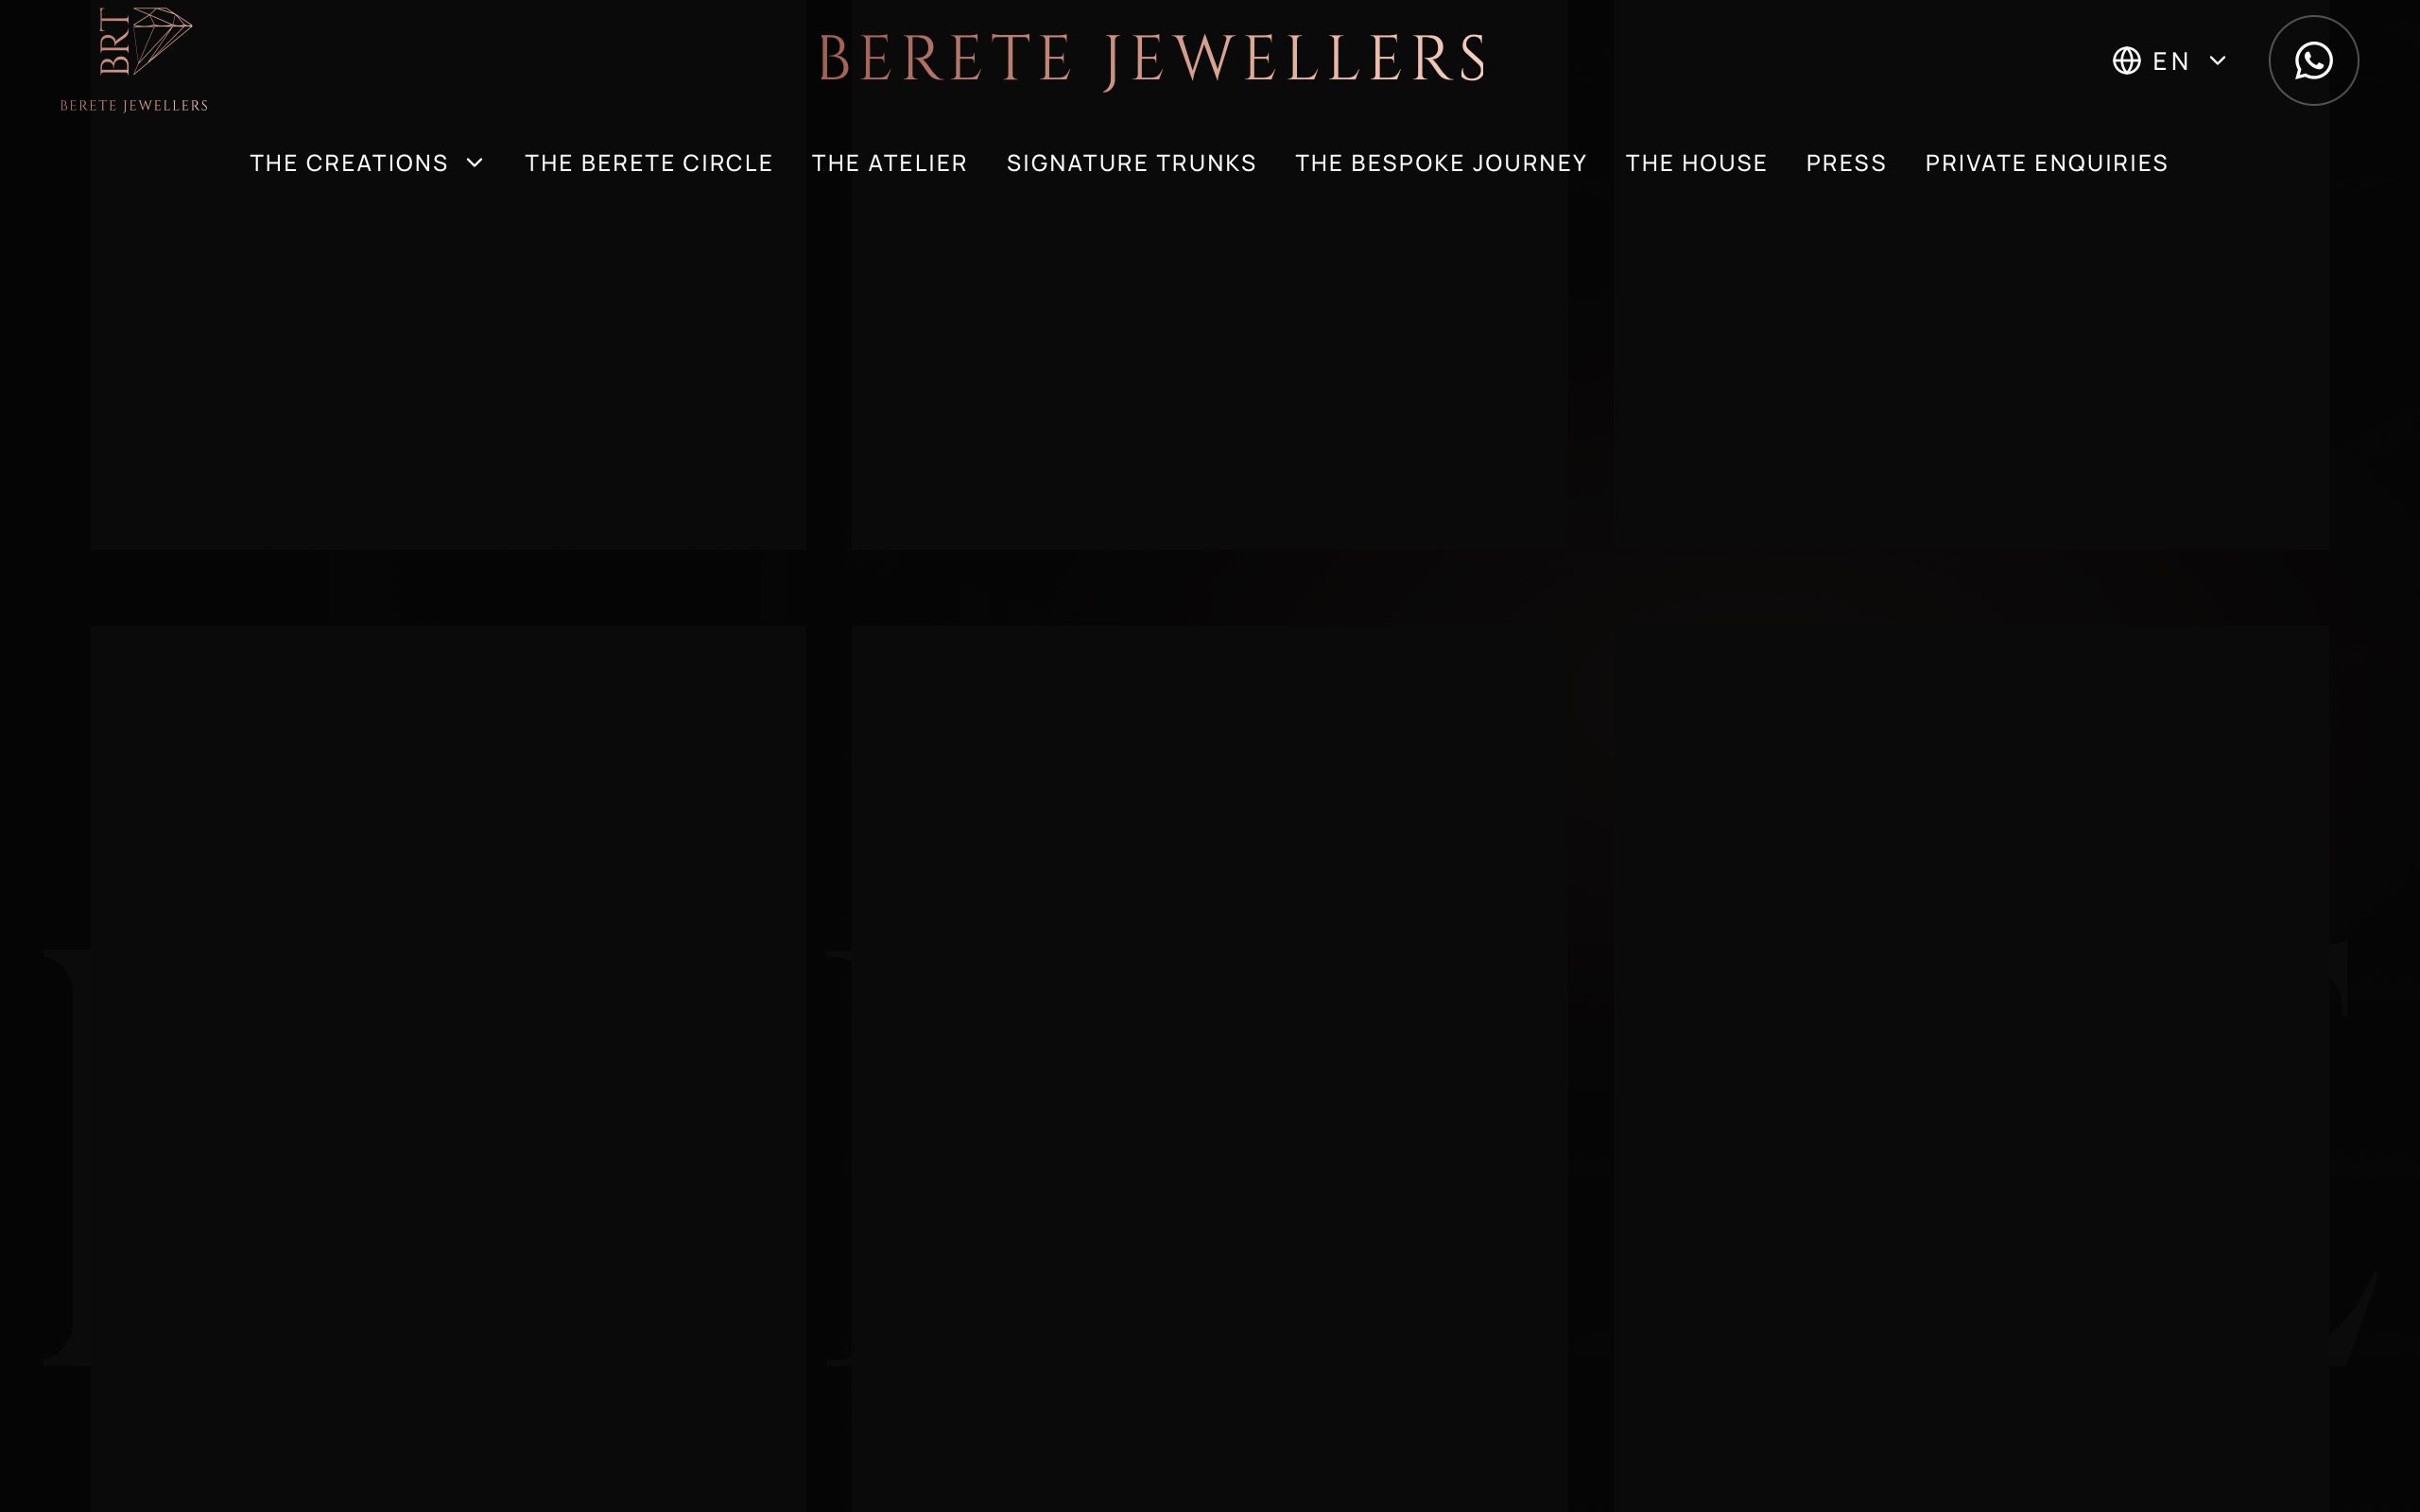 BRT
BERETE JEWELLERS
BERETE JEWELLERS
EN
THE CREATIONS THE BERETE CIRCLE THE ATELIER SIGNATURE TRUNKS THE BESPOKE JOURNEY THE HOUSE PRESS PRIVATE ENQUIRIES